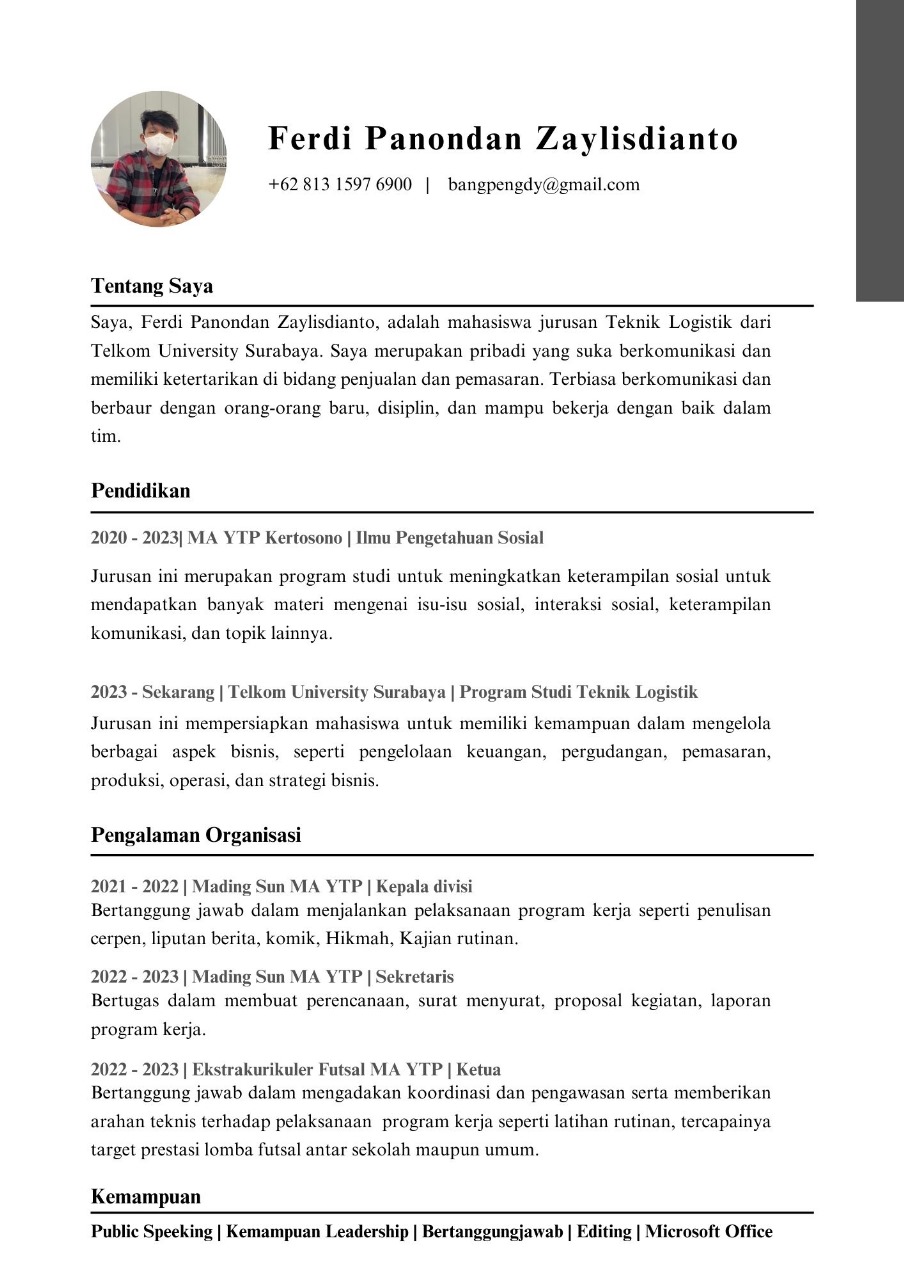 Ferdi Panondan Zaylisdianto
+62 813 1597 6900 | bangpengdy@gmail.com
Tentang Saya
Saya, Ferdi Panondan Zaylisdianto, adalah mahasiswa jurusan Teknik Logistik dari
Telkom University Surabaya. Saya merupakan pribadi yang suka berkomunikasi dan
memiliki ketertarikan di bidang penjualan dan pemasaran. Terbiasa berkomunikasi dan
berbaur dengan orang-orang baru, disiplin, dan mampu bekerja dengan baik dalam
tim.
Pendidikan
2020 - 2023| MA YTP Kertosono | Ilmu Pengetahuan Sosial
Jurusan ini merupakan program studi untuk meningkatkan keterampilan sosial untuk
mendapatkan banyak materi mengenai isu-isu sosial, interaksi sosial, keterampilan
komunikasi, dan topik lainnya.
2023 - Sekarang | Telkom University Surabaya | Program Studi Teknik Logistik
Jurusan ini mempersiapkan mahasiswa untuk memiliki kemampuan dalam mengelola
berbagai aspek bisnis, seperti pengelolaan keuangan, pergudangan, pemasaran,
produksi, operasi, dan strategi bisnis.
Pengalaman Organisasi
2021 - 2022 | Mading Sun MA YTP | Kepala divisi
Bertanggung jawab dalam menjalankan pelaksanaan program kerja seperti penulisan
cerpen, liputan berita, komik, Hikmah, Kajian rutinan.
2022 - 2023 | Mading Sun MA YTP | Sekretaris
Bertugas dalam membuat perencanaan, surat menyurat, proposal kegiatan, laporan
program kerja.
2022 - 2023 | Ekstrakurikuler Futsal MA YTP | Ketua
Bertanggung jawab dalam mengadakan koordinasi dan pengawasan serta memberikan
arahan teknis terhadap pelaksanaan  program kerja seperti latihan rutinan, tercapainya
target prestasi lomba futsal antar sekolah maupun umum.
Kemampuan
Public Speeking | Kemampuan Leadership | Bertanggungjawab | Editing | Microsoft Office